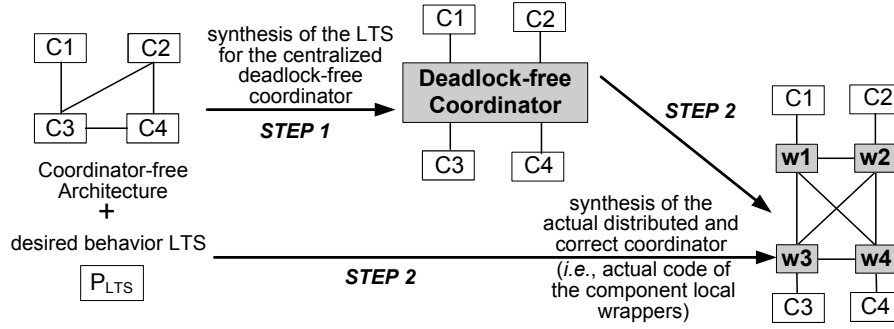 C1
C2
C3
C4
Coordinator-free
Architecture
+
desired behavior LTS
PLTS
synthesis of the LTS
for the centralized
deadlock-free
coordinator
STEP 1
C1
C2
Deadlock-free
Coordinator
C3
C4
STEP 2
STEP 2
synthesis of the
actual distributed and
correct coordinator
(i.e., actual code of
the component local
wrappers)
C1
C2
w1
w2
w3
w4
C3
C4